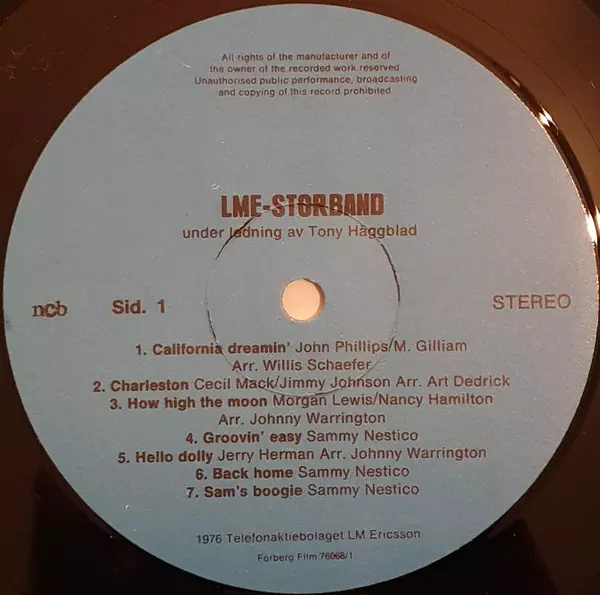 All rights of the manufacturer and of
the owner of the recorded work reserved
Unauthorised public performance, broadcasting
and copying of this record prohibited
LME-STORBAND
under ledning av Tony Häggblad
ncb
Sid. 1
STEREO
1. California dreamin' John Phillips/M. Gilliam
Arr. Willis Schaefer
2. Charleston Cecil Mack/Jimmy Johnson Arr. Art Dedrick
3. How high the moon Morgan Lewis/Nancy Hamilton
Arr. Johnny Warrington
4. Groovin' easy Sammy Nestico
5. Hello dolly Jerry Herman Arr. Johnny Warrington
6. Back home Sammy Nestico
7. Sam's boogie Sammy Nestico
1976 Telefonaktiebolaget LM Ericsson
Forberg Film 76068/1